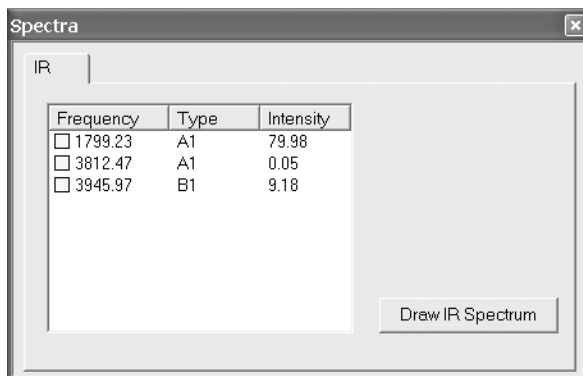 Spectra
IR
Frequency Type Intensity
1799.23 A1 79.98
3812.47 A1 0.05
3945.97 B1 9.18
Draw IR Spectrum